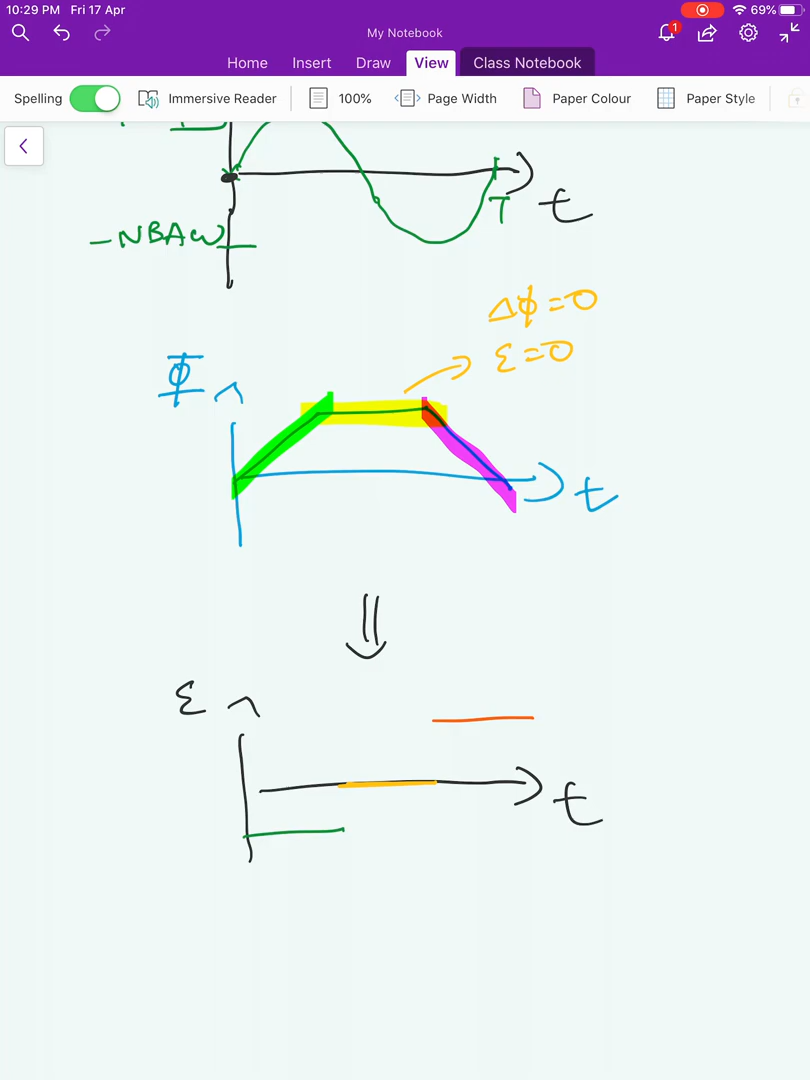 10:29 PM Fri 17 Apr
69%
My Notebook
1
Home Insert Draw View Class Notebook
Spelling Immersive Reader 100% Page Width Paper Colour Paper Style
T
t
-NBAω
Δϕ=0
ε=0
Φ
t
ε
t